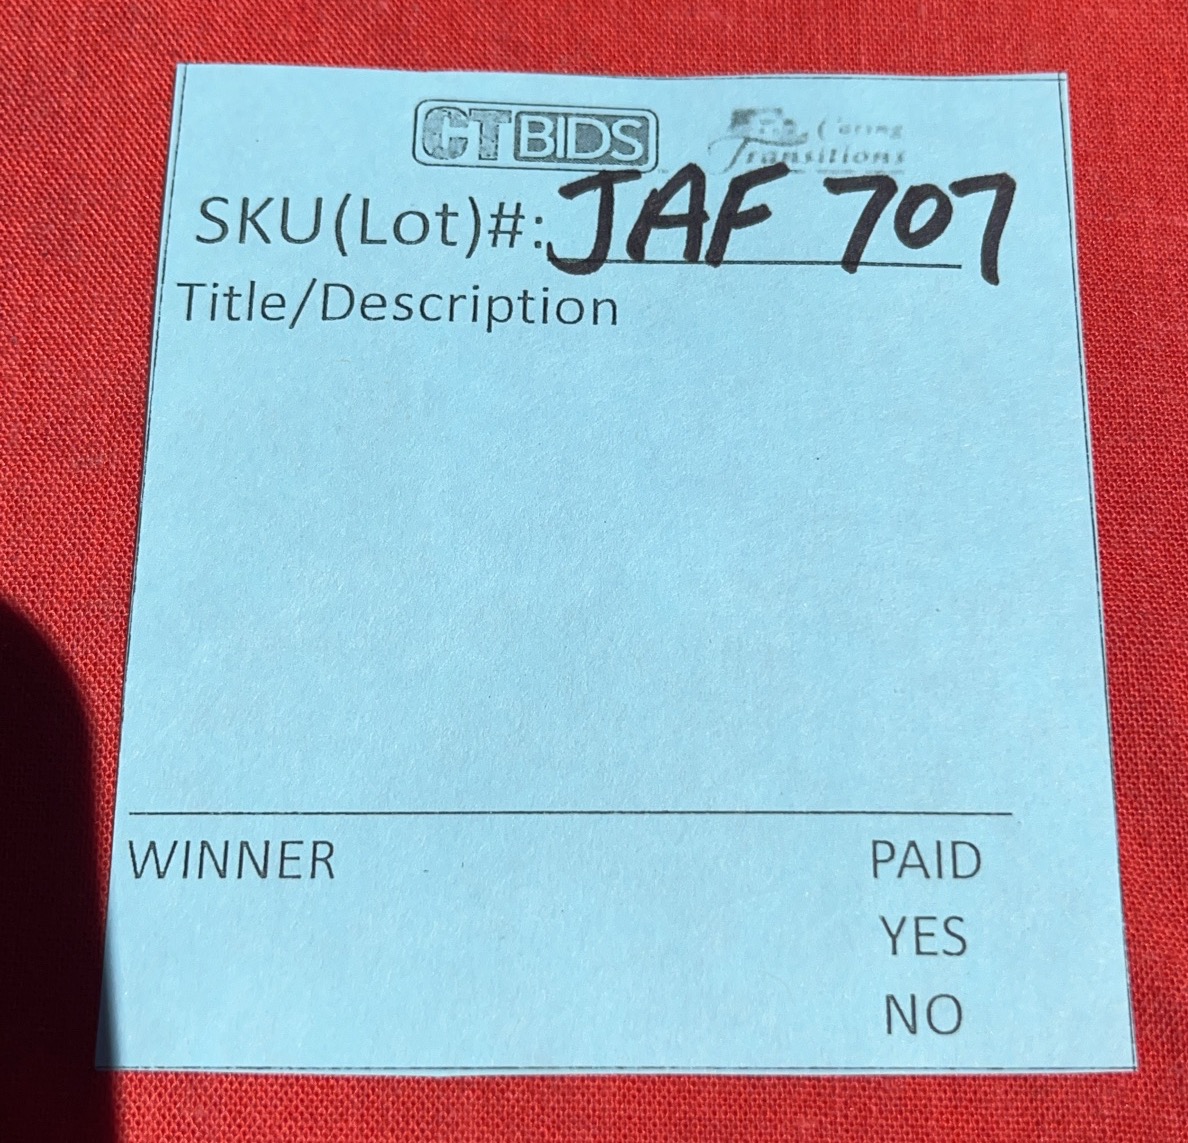 CTBIDS Caring
Transitions
SKU(Lot)#: JAF 707
Title/Description
WINNER PAID
YES
NO